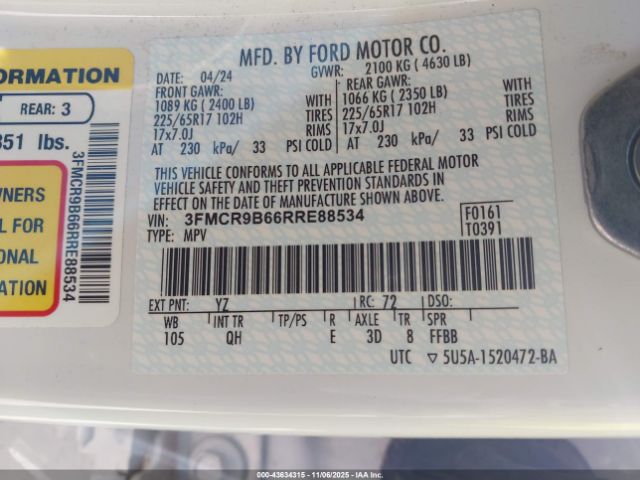 ORMATION
REAR: 3
351 lbs.
3FMCR9B66RRE88534
WNERS
L FOR
ONAL
ATION
MFD. BY FORD MOTOR CO.
DATE: 04/24 GVWR: 2100 KG ( 4630 LB)
FRONT GAWR: REAR GAWR:
1089 KG ( 2400 LB) WITH 1066 KG ( 2350 LB) WITH
225/65R17 102H TIRES 225/65R17 102H TIRES
17x7.0J RIMS 17x7.0J RIMS
AT 230 kPa/ 33 PSI COLD AT 230 kPa/ 33 PSI COLD
THIS VEHICLE CONFORMS TO ALL APPLICABLE FEDERAL MOTOR
VEHICLE SAFETY AND THEFT PREVENTION STANDARDS IN
EFFECT ON THE DATE OF MANUFACTURE SHOWN ABOVE.
VIN: 3FMCR9B66RRE88534 F0161
TYPE: MPV T0391
EXT PNT: YZ RC: 72 DSO:
WB INT TR TP/PS R AXLE TR SPR
105 QH E 3D 8 FFBB
UTC ▽ 5U5A-1520472-BA
#vehicle: 43634315 - 11/06/2025 - IAA Inc.